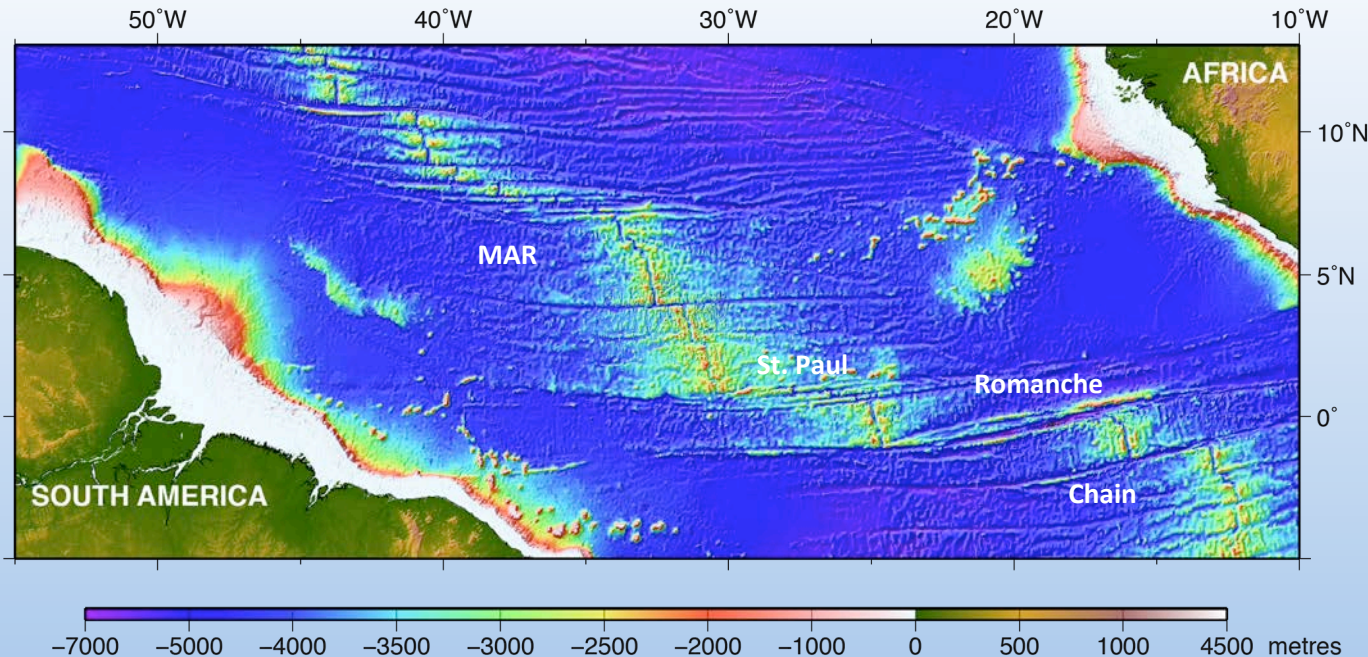 50°W 40°W 30°W 20°W 10°W
AFRICA
10°N
MAR
5°N
St. Paul
Romanche
0°
Chain
SOUTH AMERICA
−7000 −5000 −4000 −3500 −3000 −2500 −2000 −1000 0 500 1000 4500 metres